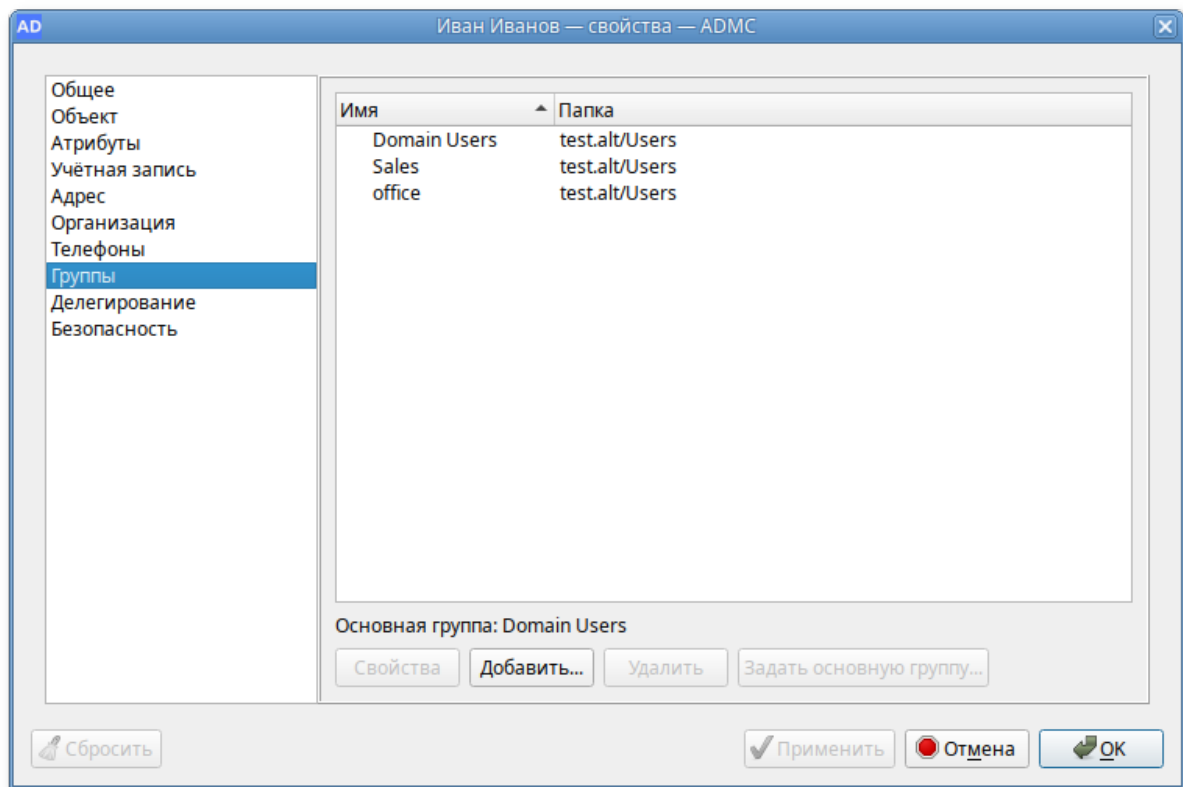 AD Иван Иванов — свойства — ADMC
Общее
Объект
Атрибуты
Учётная запись
Адрес
Организация
Телефоны
Группы
Делегирование
Безопасность
Имя Папка
Domain Users test.alt/Users
Sales test.alt/Users
office test.alt/Users
Основная группа: Domain Users
Свойства Добавить... Удалить Задать основную группу...
Сбросить Применить Отмена OK